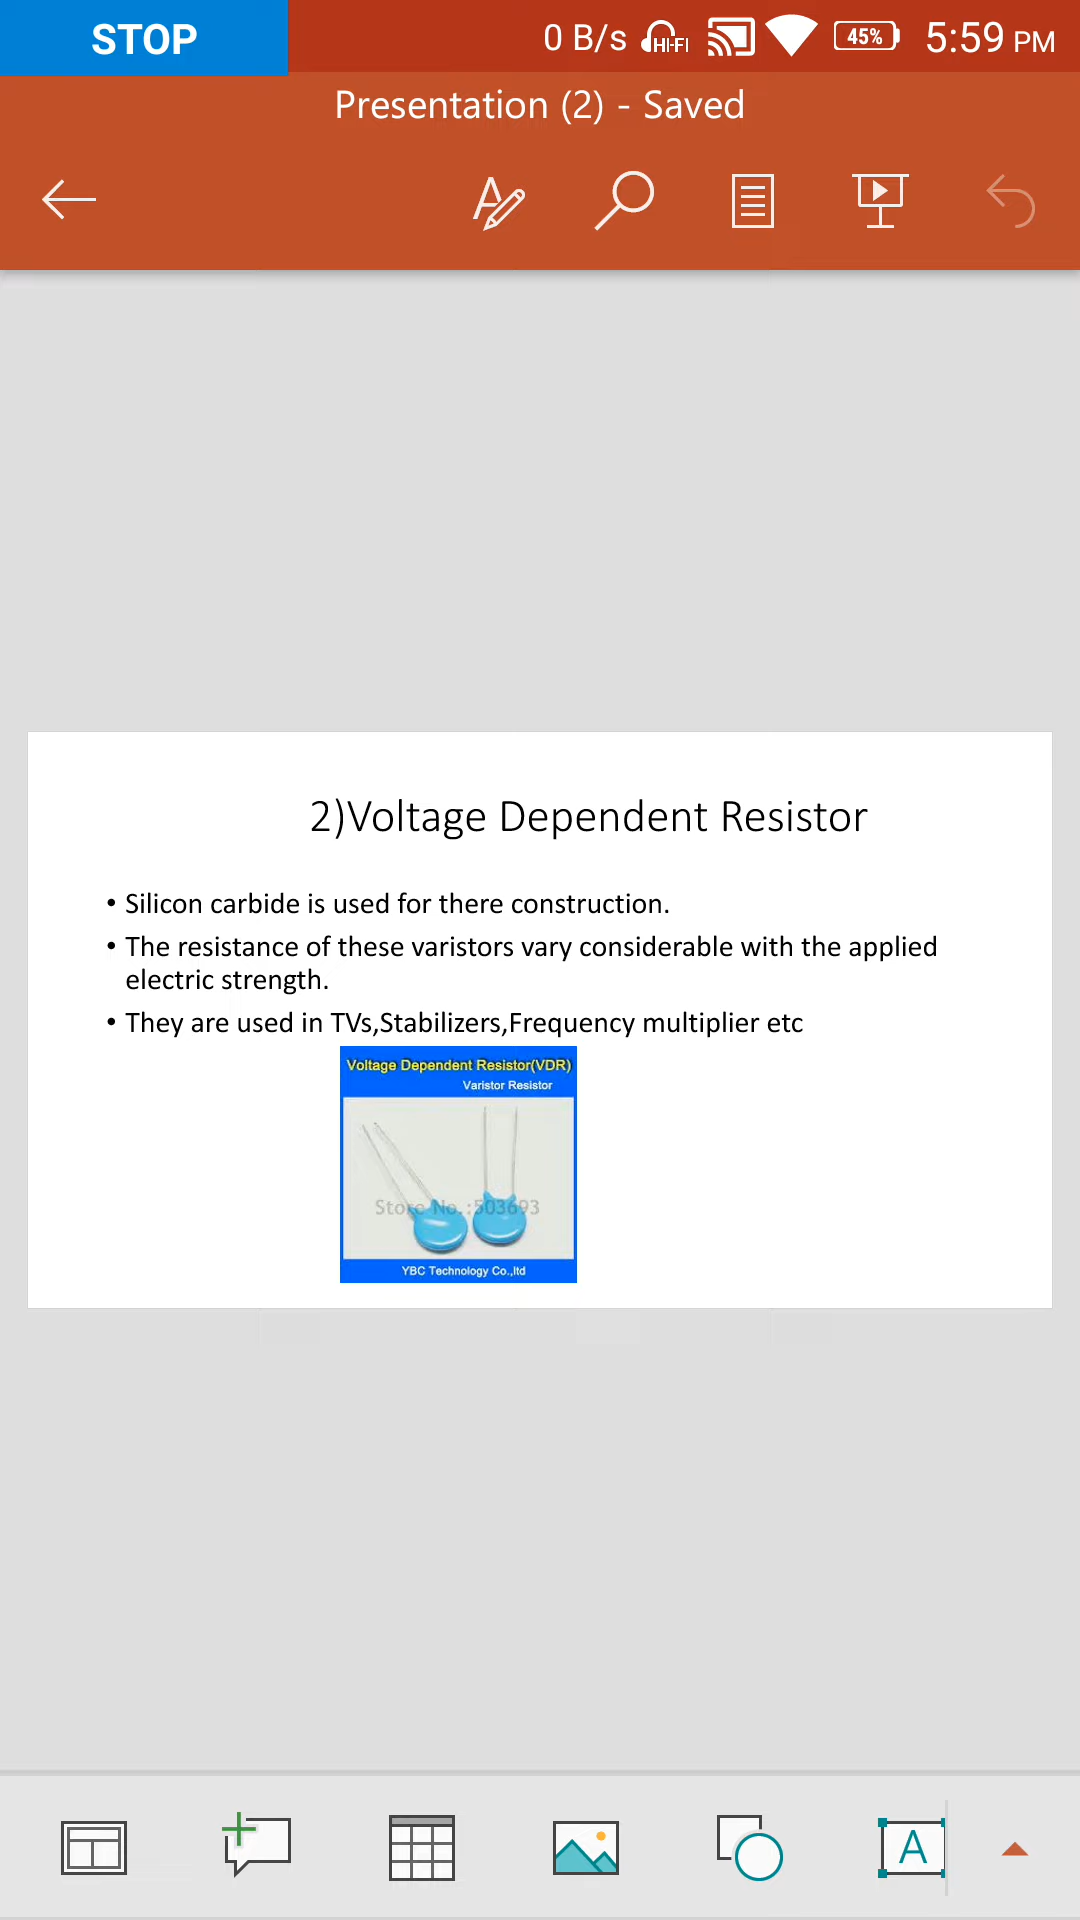 STOP
0 B/s HI-FI 45% 5:59 PM
Presentation (2) - Saved
2)Voltage Dependent Resistor
• Silicon carbide is used for there construction.
• The resistance of these varistors vary considerable with the applied
electric strength.
• They are used in TVs,Stabilizers,Frequency multiplier etc
Voltage Dependent Resistor(VDR)
Varistor Resistor
Store No.:503693
YBC Technology Co.,ltd
A